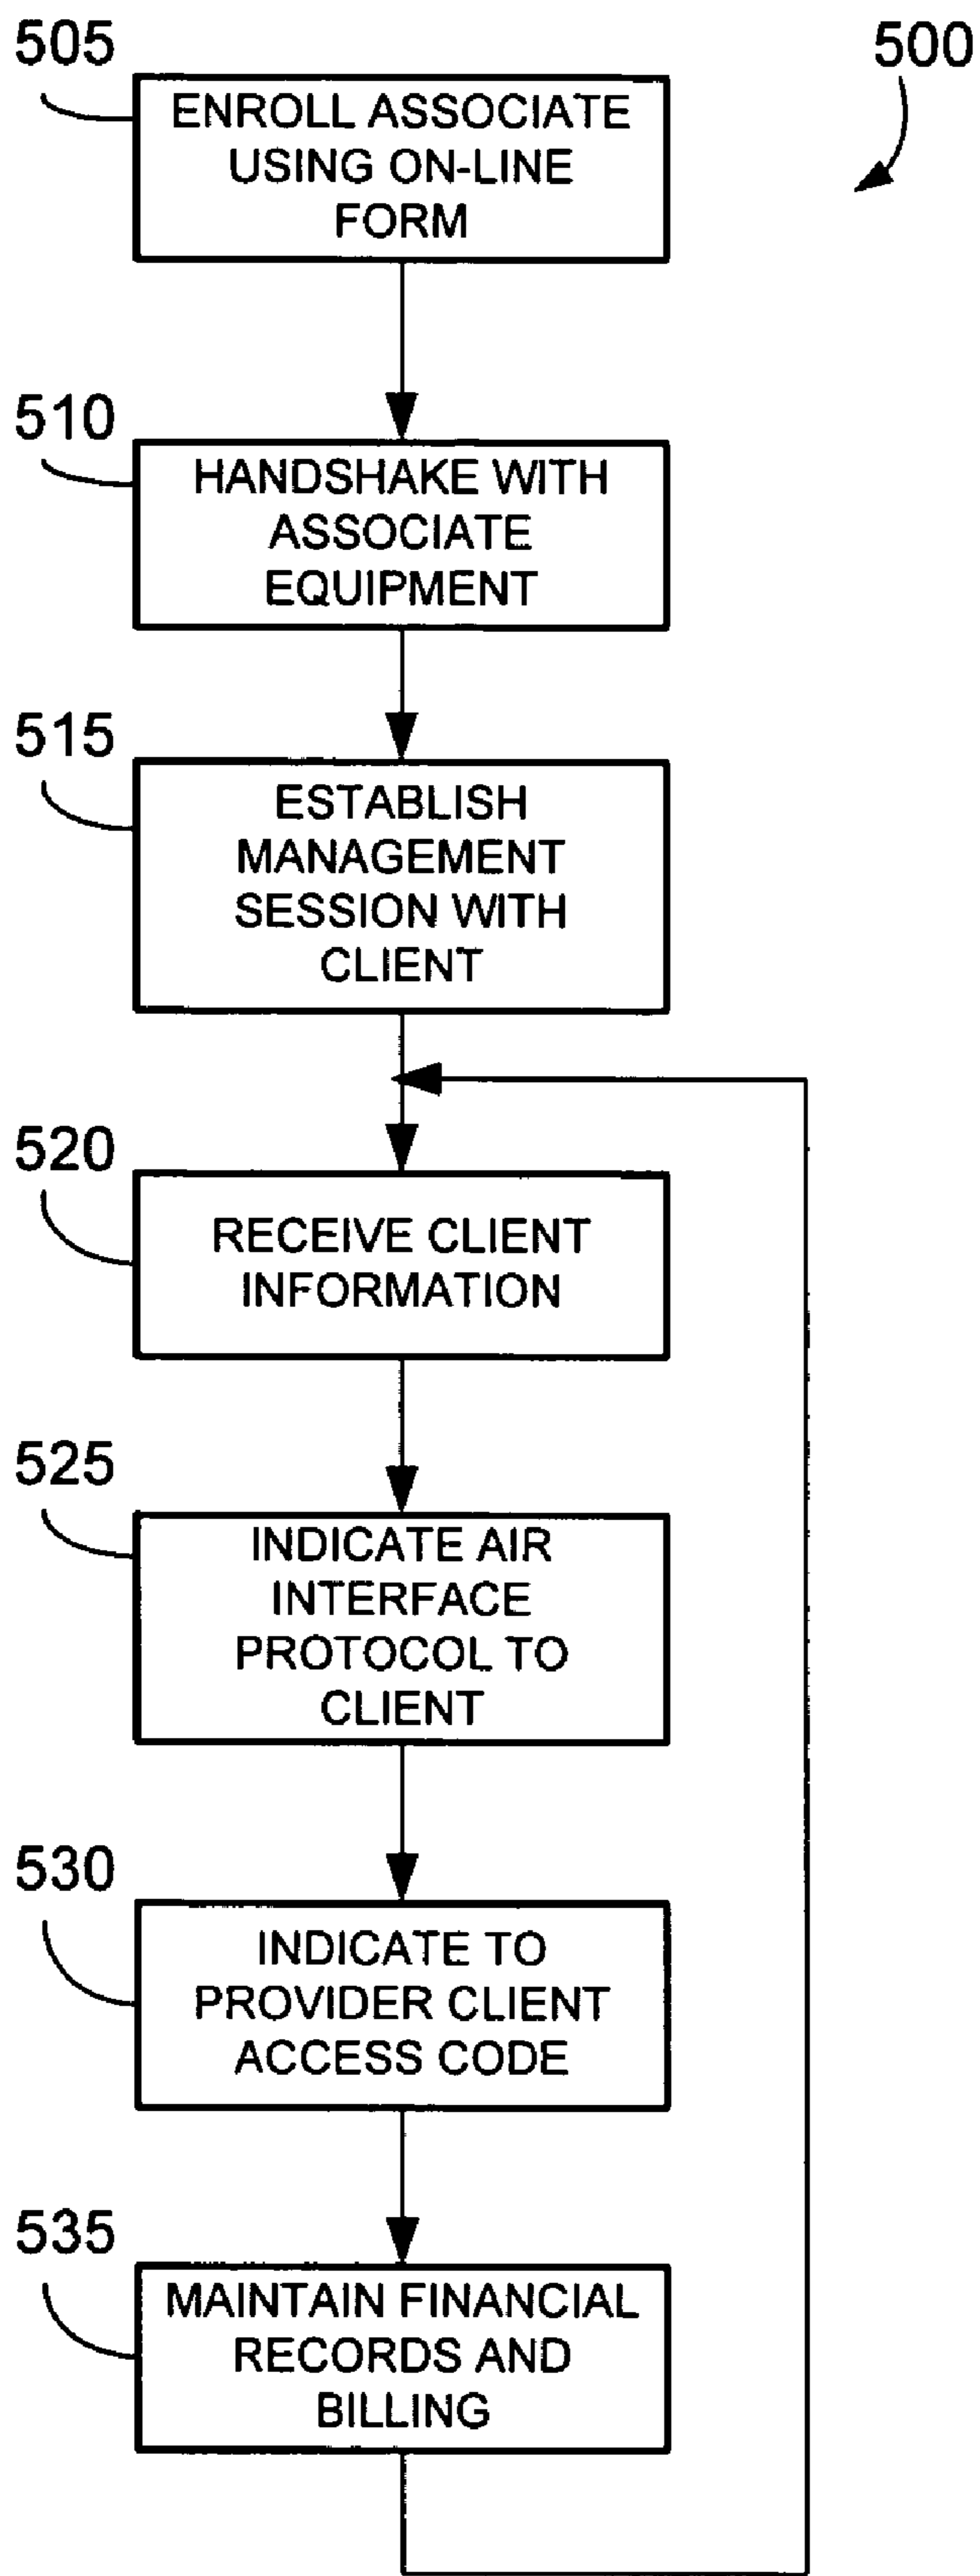 505
500
ENROLL ASSOCIATE
USING ON-LINE
FORM
510
HANDSHAKE WITH
ASSOCIATE
EQUIPMENT
515
ESTABLISH
MANAGEMENT
SESSION WITH
CLIENT
520
RECEIVE CLIENT
INFORMATION
525
INDICATE AIR
INTERFACE
PROTOCOL TO
CLIENT
530
INDICATE TO
PROVIDER CLIENT
ACCESS CODE
535
MAINTAIN FINANCIAL
RECORDS AND
BILLING